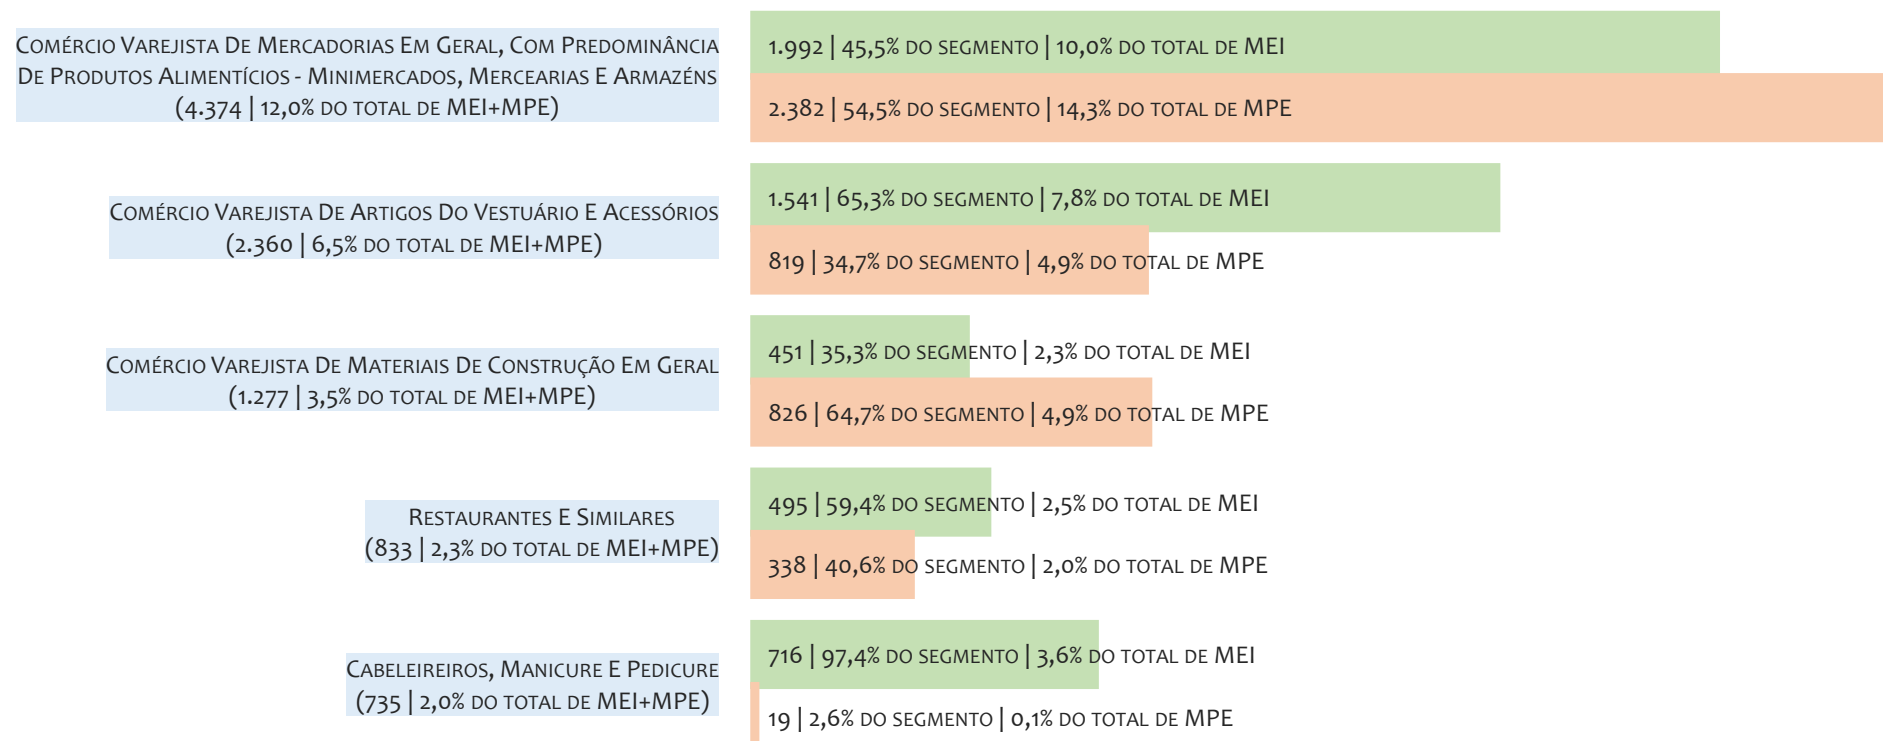 Comércio Varejista De Mercadorias Em Geral, Com Predominância
De Produtos Alimentícios - Minimercados, Mercearias E Armazéns
(4.374 | 12,0% do total de MEI+MPE)
1.992 | 45,5% do segmento | 10,0% do total de MEI
2.382 | 54,5% do segmento | 14,3% do total de MPE
Comércio Varejista De Artigos Do Vestuário E Acessórios
(2.360 | 6,5% do total de MEI+MPE)
1.541 | 65,3% do segmento | 7,8% do total de MEI
819 | 34,7% do segmento | 4,9% do total de MPE
Comércio Varejista De Materiais De Construção Em Geral
(1.277 | 3,5% do total de MEI+MPE)
451 | 35,3% do segmento | 2,3% do total de MEI
826 | 64,7% do segmento | 4,9% do total de MPE
Restaurantes E Similares
(833 | 2,3% do total de MEI+MPE)
495 | 59,4% do segmento | 2,5% do total de MEI
338 | 40,6% do segmento | 2,0% do total de MPE
Cabeleireiros, Manicure E Pedicure
(735 | 2,0% do total de MEI+MPE)
716 | 97,4% do segmento | 3,6% do total de MEI
19 | 2,6% do segmento | 0,1% do total de MPE